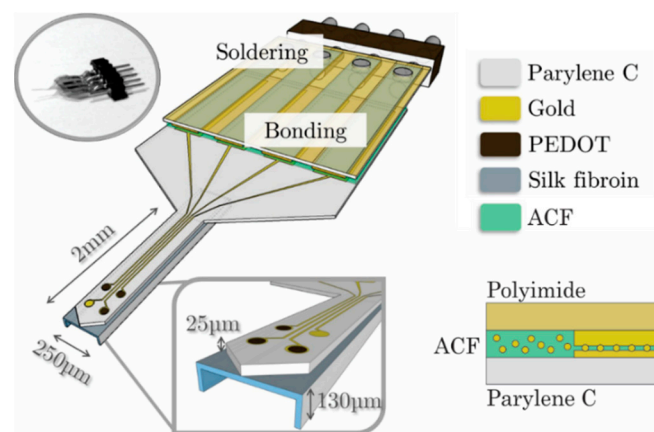 Soldering
Bonding
2mm
250µm
25µm
130µm
Parylene C
Gold
PEDOT
Silk fibroin
ACF
Polyimide
ACF
Parylene C